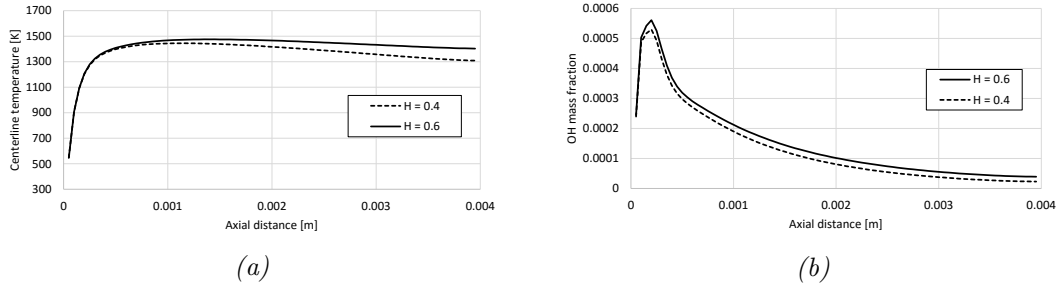 Centerline temperature [K]
1700
1500
1300
1100
900
700
500
300
H = 0.4
H = 0.6
0
0.001
0.002
0.003
0.004
Axial distance [m]
(a)
OH mass fraction
0.0006
0.0005
0.0004
0.0003
0.0002
0.0001
0
H = 0.6
H = 0.4
0
0.001
0.002
0.003
0.004
Axial distance [m]
(b)